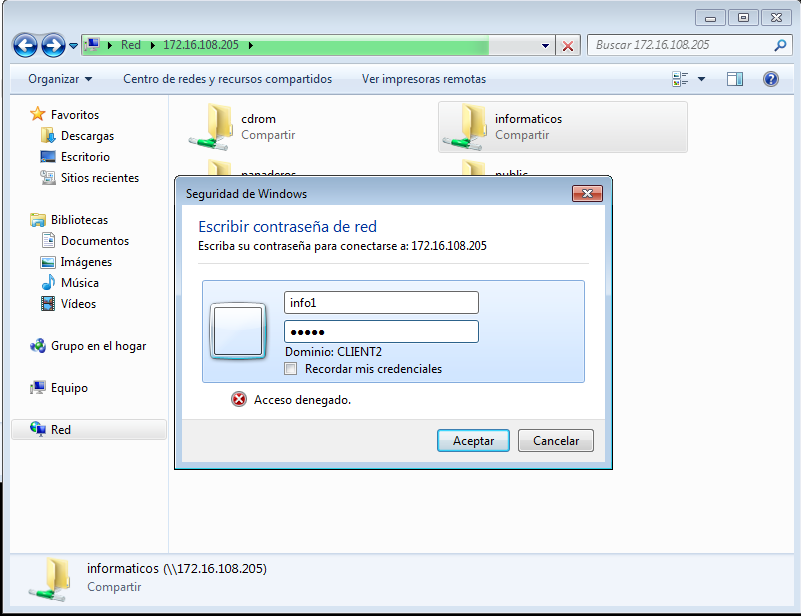 Red 172.16.108.205
Buscar 172.16.108.205
Organizar Centro de redes y recursos compartidos Ver impresoras remotas
Favoritos
Descargas
Escritorio
Sitios recientes
Bibliotecas
Documentos
Imágenes
Música
Vídeos
Grupo en el hogar
Equipo
Red
cdrom
Compartir
informaticos
Compartir
panaderos
public
Seguridad de Windows
Escribir contraseña de red
Escriba su contraseña para conectarse a: 172.16.108.205
info1
●●●●●
Dominio: CLIENT2
Recordar mis credenciales
Acceso denegado.
Aceptar Cancelar
informaticos (\\172.16.108.205)
Compartir